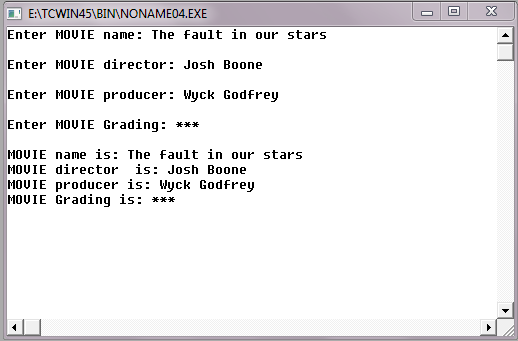 E:\TCWIN45\BIN\NONAME04.EXE
Enter MOVIE name: The fault in our stars
Enter MOVIE director: Josh Boone
Enter MOVIE producer: Wyck Godfrey
Enter MOVIE Grading: ***
MOVIE name is: The fault in our stars
MOVIE director  is: Josh Boone
MOVIE producer is: Wyck Godfrey
MOVIE Grading is: ***